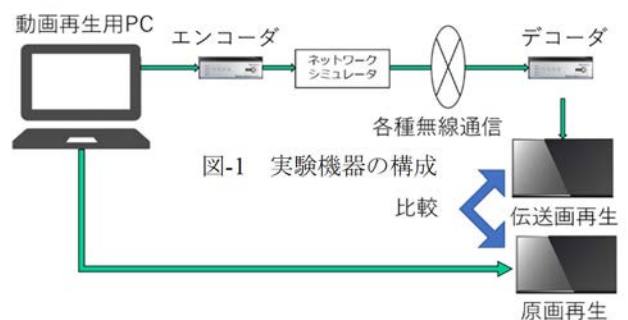 動画再生用PC
エンコーダ
ネットワーク
シミュレータ
デコーダ
各種無線通信
図-1 実験機器の構成
比較
伝送画再生
原画再生